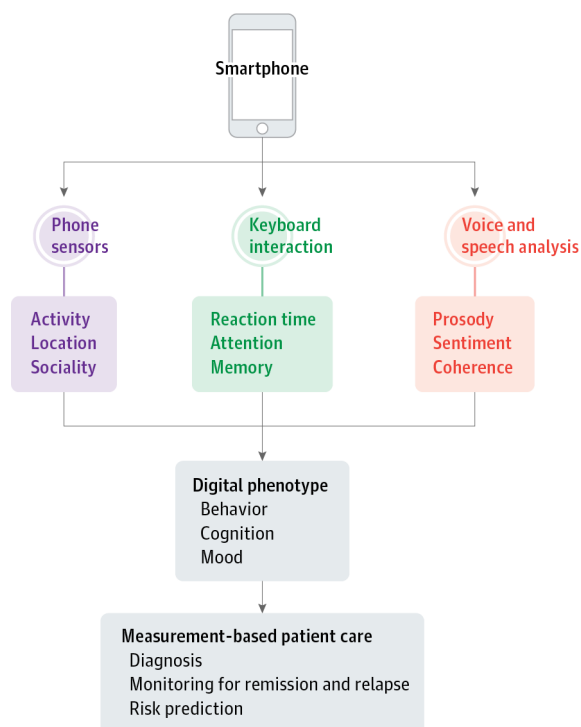 Smartphone
Phone
sensors
Keyboard
interaction
Voice and
speech analysis
Activity
Location
Sociality
Reaction time
Attention
Memory
Prosody
Sentiment
Coherence
Digital phenotype
Behavior
Cognition
Mood
Measurement-based patient care
Diagnosis
Monitoring for remission and relapse
Risk prediction